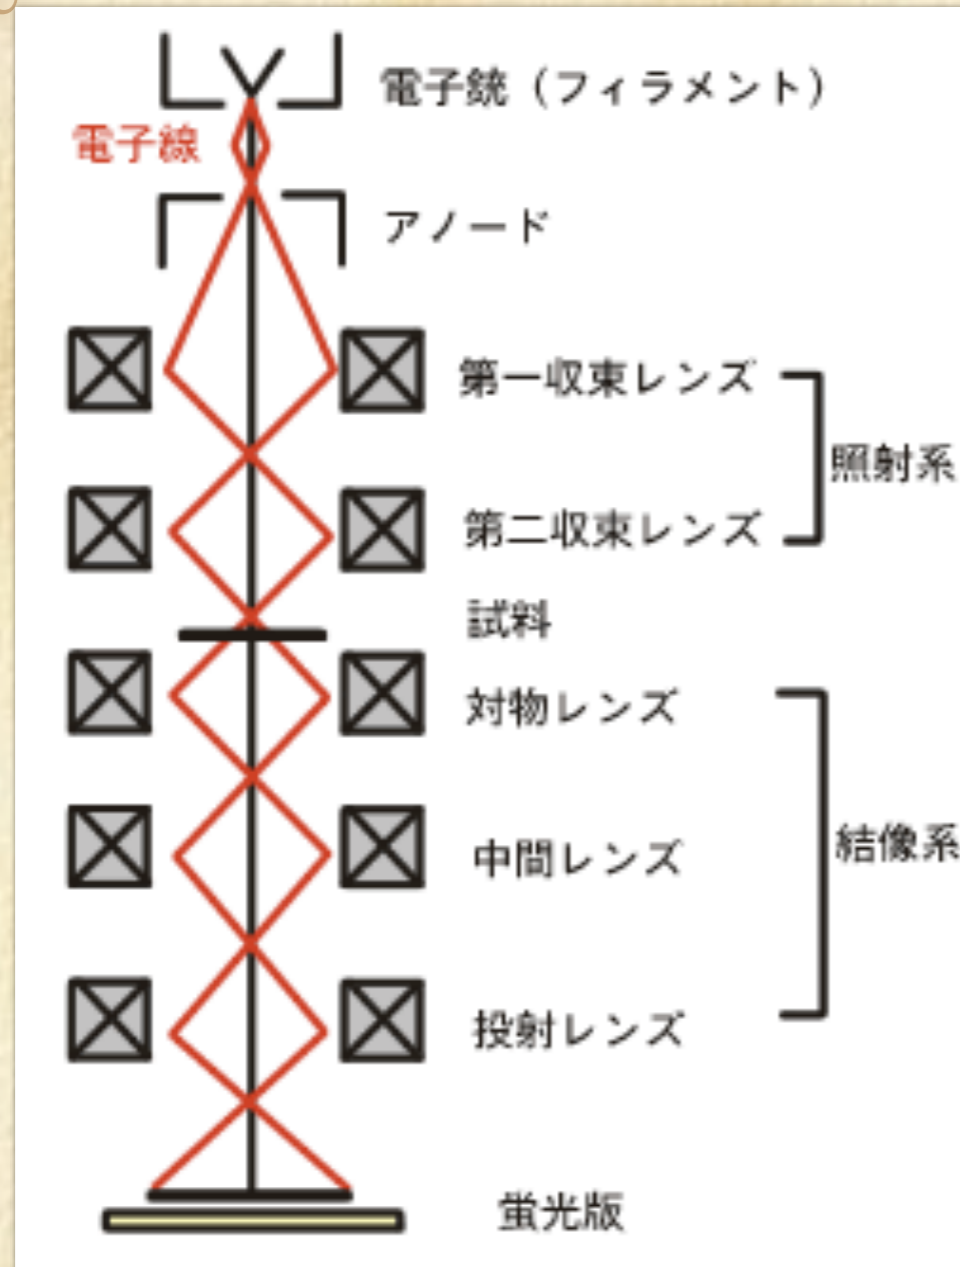 電子銃（フィラメント）
電子線
アノード
第一収束レンズ
照射系
第二収束レンズ
試料
対物レンズ
結像系
中間レンズ
投射レンズ
蛍光版